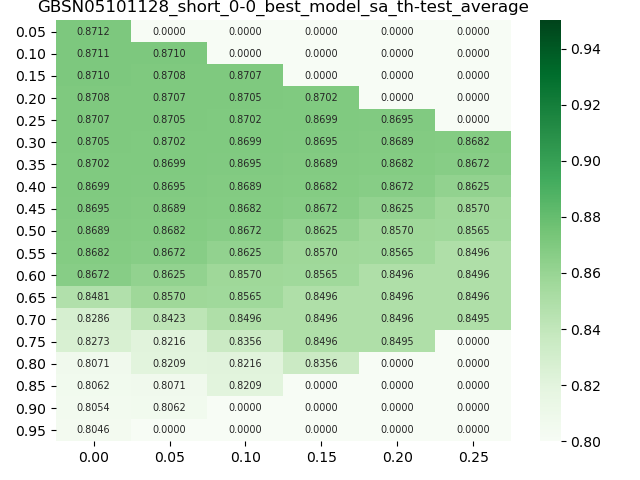 GBSN05101128_short_0-0_best_model_sa_th-test_average
0.05 0.8712 0.0000 0.0000 0.0000 0.0000 0.0000
0.10 0.8711 0.8710 0.0000 0.0000 0.0000 0.0000
0.15 0.8710 0.8708 0.8707 0.0000 0.0000 0.0000
0.20 0.8708 0.8707 0.8705 0.8702 0.0000 0.0000
0.25 0.8707 0.8705 0.8702 0.8699 0.8695 0.0000
0.30 0.8705 0.8702 0.8699 0.8695 0.8689 0.8682
0.35 0.8702 0.8699 0.8695 0.8689 0.8682 0.8672
0.40 0.8699 0.8695 0.8689 0.8682 0.8672 0.8625
0.45 0.8695 0.8689 0.8682 0.8672 0.8625 0.8570
0.50 0.8689 0.8682 0.8672 0.8625 0.8570 0.8565
0.55 0.8682 0.8672 0.8625 0.8570 0.8565 0.8496
0.60 0.8672 0.8625 0.8570 0.8565 0.8496 0.8496
0.65 0.8481 0.8570 0.8565 0.8496 0.8496 0.8496
0.70 0.8286 0.8423 0.8496 0.8496 0.8496 0.8495
0.75 0.8273 0.8216 0.8356 0.8496 0.8495 0.0000
0.80 0.8071 0.8209 0.8216 0.8356 0.0000 0.0000
0.85 0.8062 0.8071 0.8209 0.0000 0.0000 0.0000
0.90 0.8054 0.8062 0.0000 0.0000 0.0000 0.0000
0.95 0.8046 0.0000 0.0000 0.0000 0.0000 0.0000
0.00 0.05 0.10 0.15 0.20 0.25
0.94
0.92
0.90
0.88
0.86
0.84
0.82
0.80